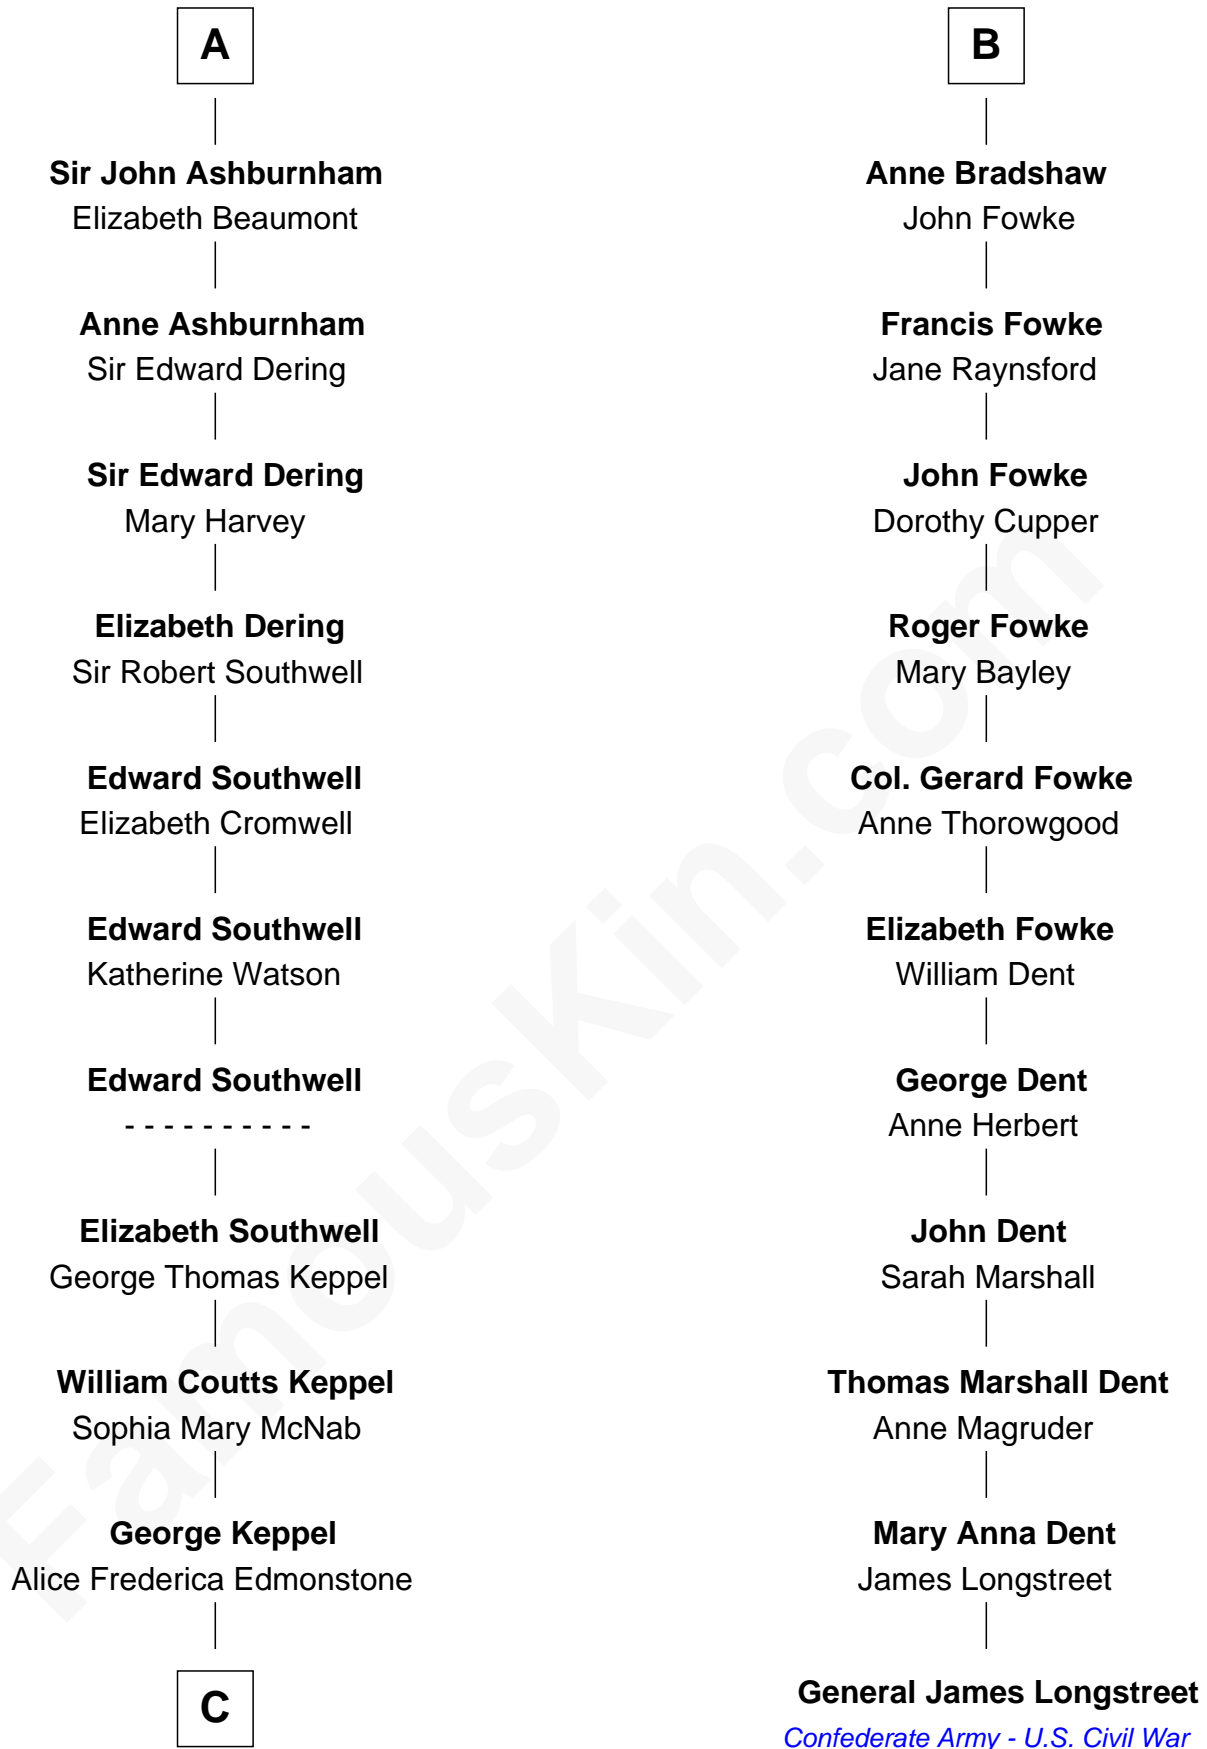 A
Sir John Ashburnham
Elizabeth Beaumont
Anne Ashburnham
Sir Edward Dering
Sir Edward Dering
Mary Harvey
Elizabeth Dering
Sir Robert Southwell
Edward Southwell
Elizabeth Cromwell
Edward Southwell
Katherine Watson
Edward Southwell
- - - - - - - - - -
Elizabeth Southwell
George Thomas Keppel
William Coutts Keppel
Sophia Mary McNab
George Keppel
Alice Frederica Edmonstone
C
B
Anne Bradshaw
John Fowke
Francis Fowke
Jane Raynsford
John Fowke
Dorothy Cupper
Roger Fowke
Mary Bayley
Col. Gerard Fowke
Anne Thorowgood
Elizabeth Fowke
William Dent
George Dent
Anne Herbert
John Dent
Sarah Marshall
Thomas Marshall Dent
Anne Magruder
Mary Anna Dent
James Longstreet
General James Longstreet
Confederate Army - U.S. Civil War
FamousKin.com